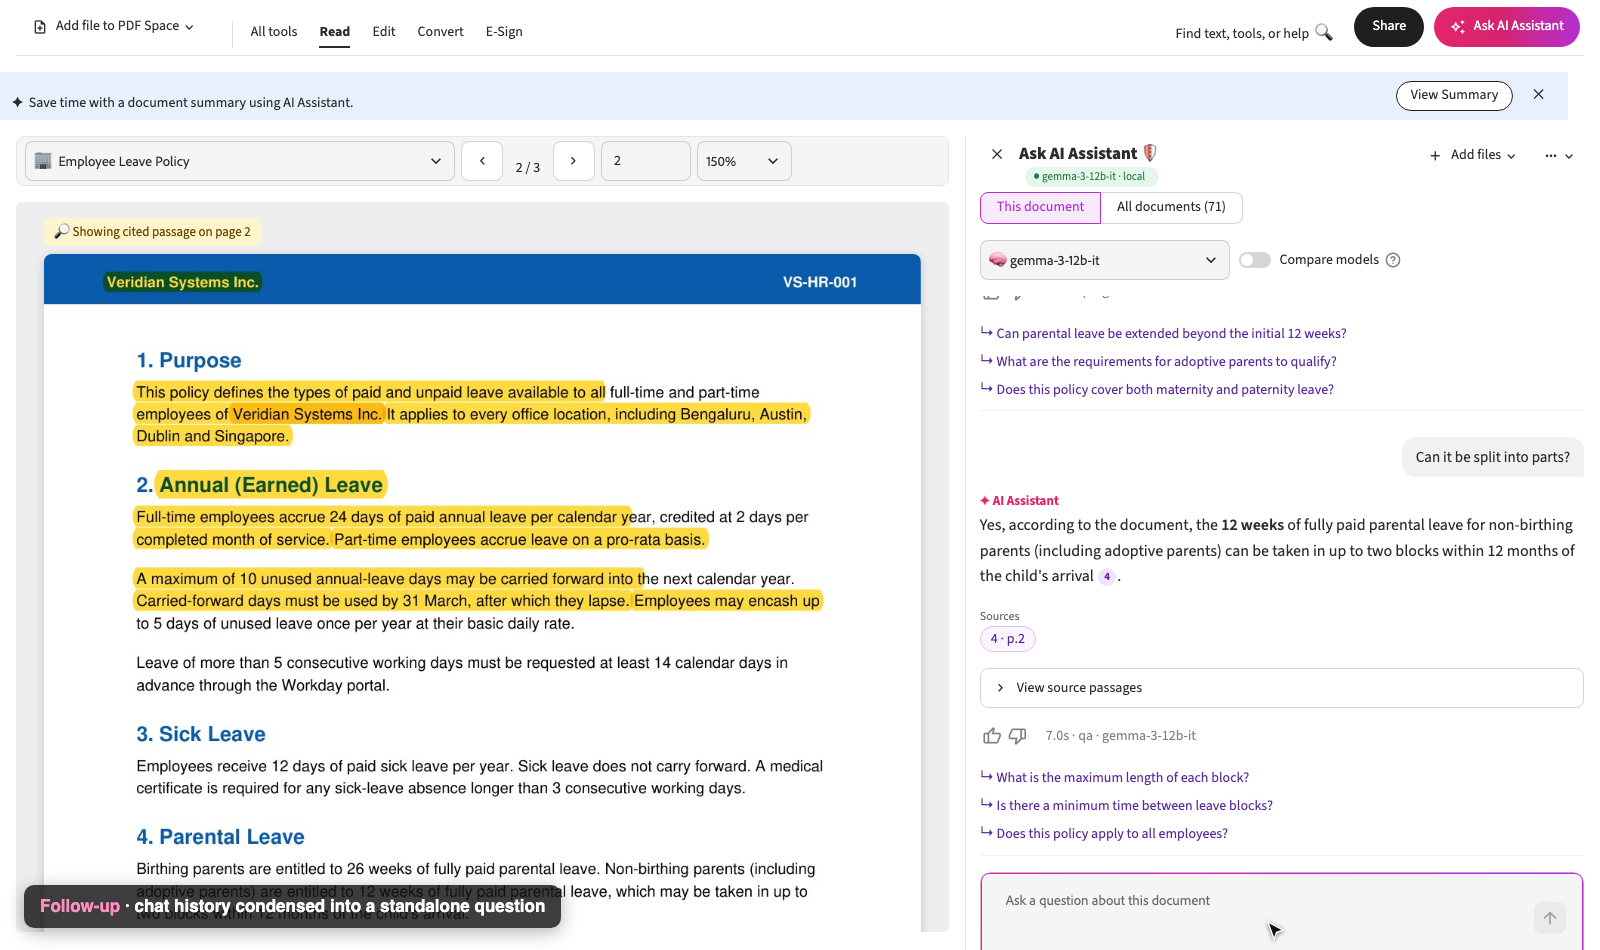 Add file to PDF Space
All tools
Read
Edit
Convert
E-Sign
Find text, tools, or help
Share
Ask AI Assistant
Save time with a document summary using AI Assistant.
View Summary
Employee Leave Policy
2 / 3
2
150%
Showing cited passage on page 2
Veridian Systems Inc.
VS-HR-001
1. Purpose
This policy defines the types of paid and unpaid leave available to all full-time and part-time
employees of Veridian Systems Inc. It applies to every office location, including Bengaluru, Austin,
Dublin and Singapore.
2. Annual (Earned) Leave
Full-time employees accrue 24 days of paid annual leave per calendar year, credited at 2 days per
completed month of service. Part-time employees accrue leave on a pro-rata basis.
A maximum of 10 unused annual-leave days may be carried forward into the next calendar year.
Carried-forward days must be used by 31 March, after which they lapse. Employees may encash up
to 5 days of unused leave once per year at their basic daily rate.
Leave of more than 5 consecutive working days must be requested at least 14 calendar days in
advance through the Workday portal.
3. Sick Leave
Employees receive 12 days of paid sick leave per year. Sick leave does not carry forward. A medical
certificate is required for any sick-leave absence longer than 3 consecutive working days.
4. Parental Leave
Birthing parents are entitled to 26 weeks of fully paid parental leave. Non-birthing parents (including
adoptive parents) are entitled to 12 weeks of fully paid parental leave, which may be taken in up to
two blocks within 12 months of the child's arrival.
Follow-up · chat history condensed into a standalone question
Ask AI Assistant
gemma-3-12b-it · local
Add files
This document
All documents (71)
gemma-3-12b-it
Compare models
Can parental leave be extended beyond the initial 12 weeks?
What are the requirements for adoptive parents to qualify?
Does this policy cover both maternity and paternity leave?
Can it be split into parts?
AI Assistant
Yes, according to the document, the 12 weeks of fully paid parental leave for non-birthing
parents (including adoptive parents) can be taken in up to two blocks within 12 months of
the child's arrival 4 .
Sources
4 · p.2
View source passages
7.0s · qa · gemma-3-12b-it
What is the maximum length of each block?
Is there a minimum time between leave blocks?
Does this policy apply to all employees?
Ask a question about this document